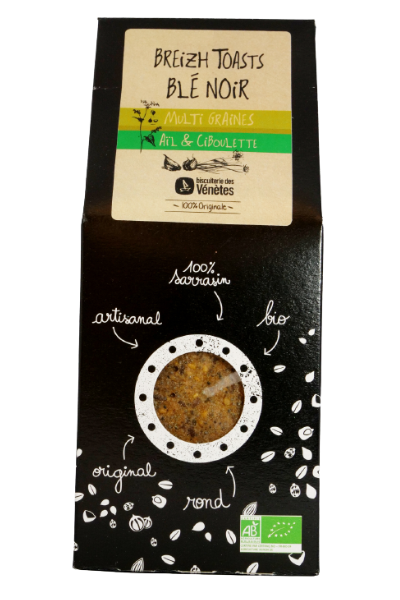 BREIZH TOASTS
BLÉ NOIR
MULTI GRAINES
AIL & CIBOULETTE
biscuiterie des
Vénètes
~ 100% Originale ~
100%
Sarrasin
artisanal
bio
original
rond
AB